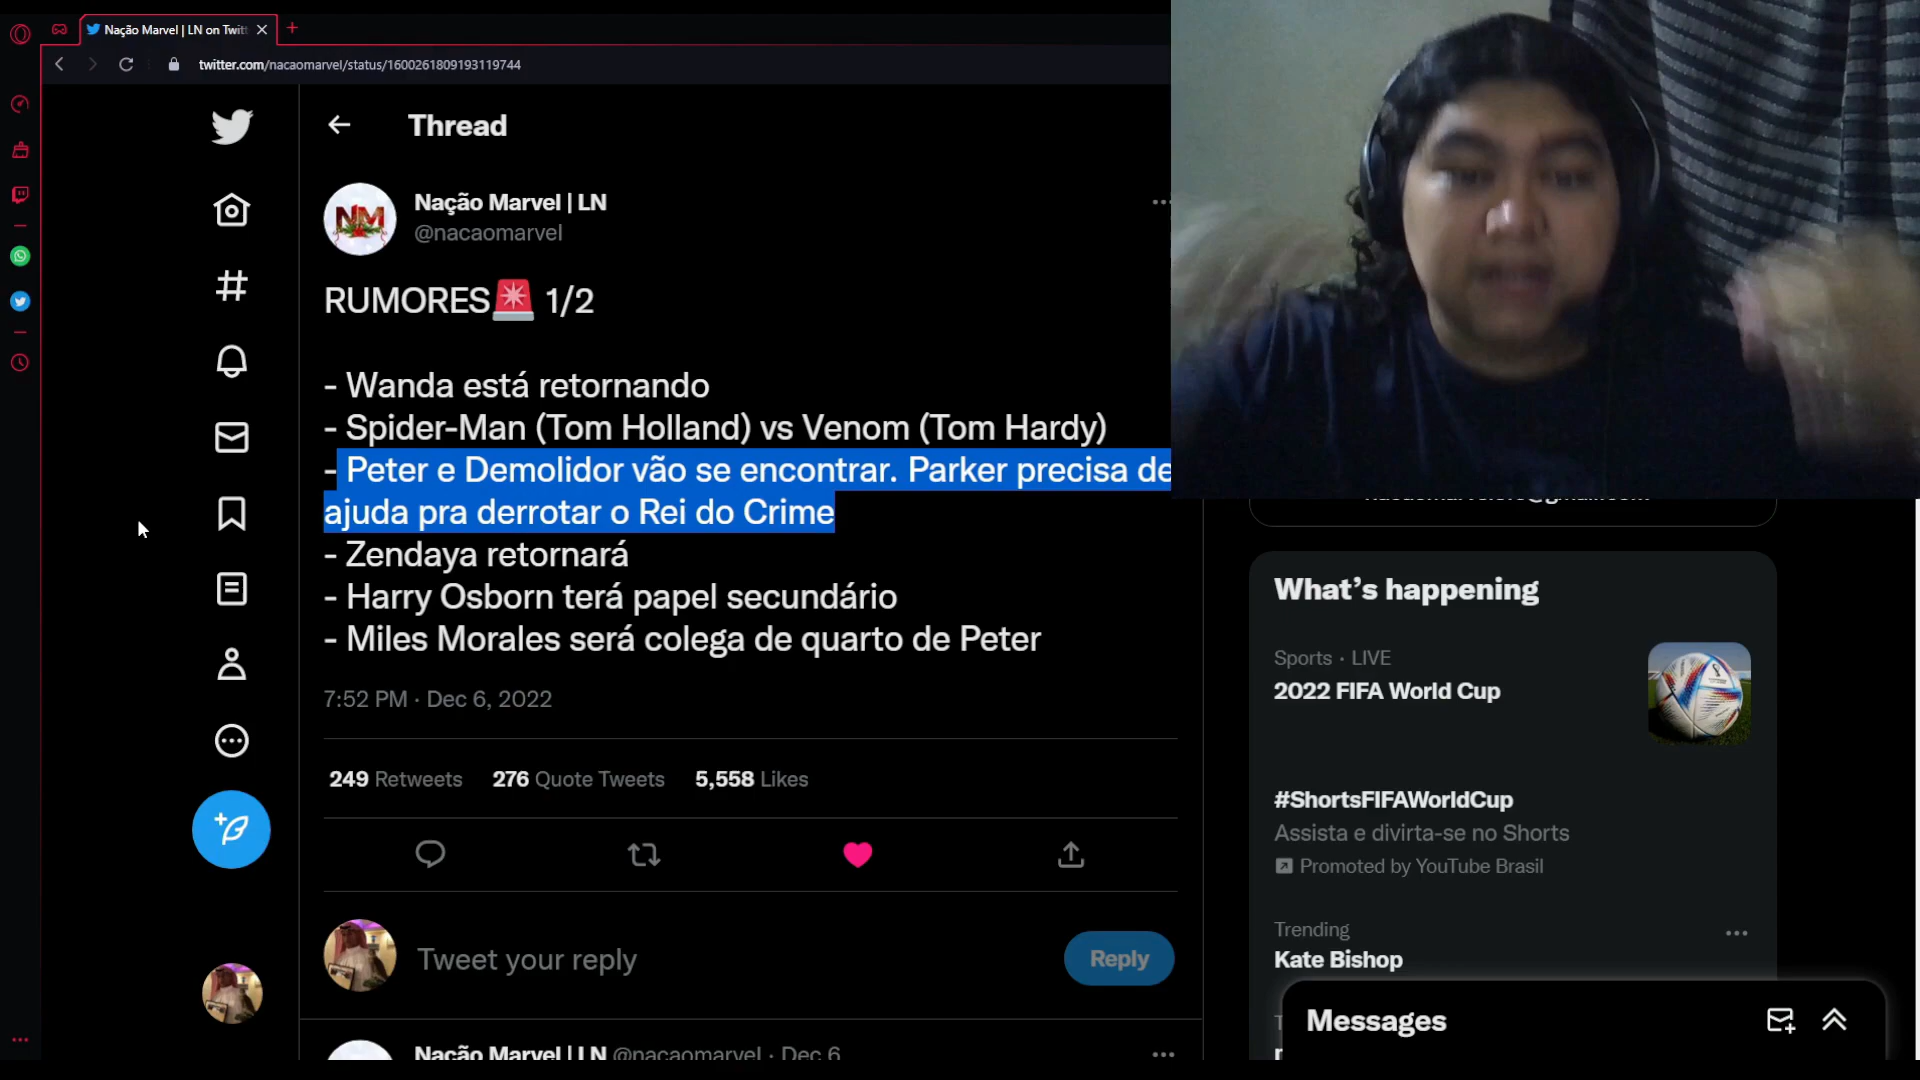 Nação Marvel | LN on Twit
twitter.com/nacaomarvel/status/1600261809193119744
Thread
NM
Nação Marvel | LN
@nacaomarvel
RUMORES🚨 1/2
- Wanda está retornando
- Spider-Man (Tom Holland) vs Venom (Tom Hardy)
- Peter e Demolidor vão se encontrar. Parker precisa de
ajuda pra derrotar o Rei do Crime
- Zendaya retornará
- Harry Osborn terá papel secundário
- Miles Morales será colega de quarto de Peter
7:52 PM · Dec 6, 2022
249 Retweets 276 Quote Tweets 5,558 Likes
Tweet your reply
Reply
Nação Marvel | LN @nacaomarvel · Dec 6
What's happening
Sports · LIVE
2022 FIFA World Cup
#ShortsFIFAWorldCup
Assista e divirta-se no Shorts
Promoted by YouTube Brasil
Trending
Kate Bishop
Messages